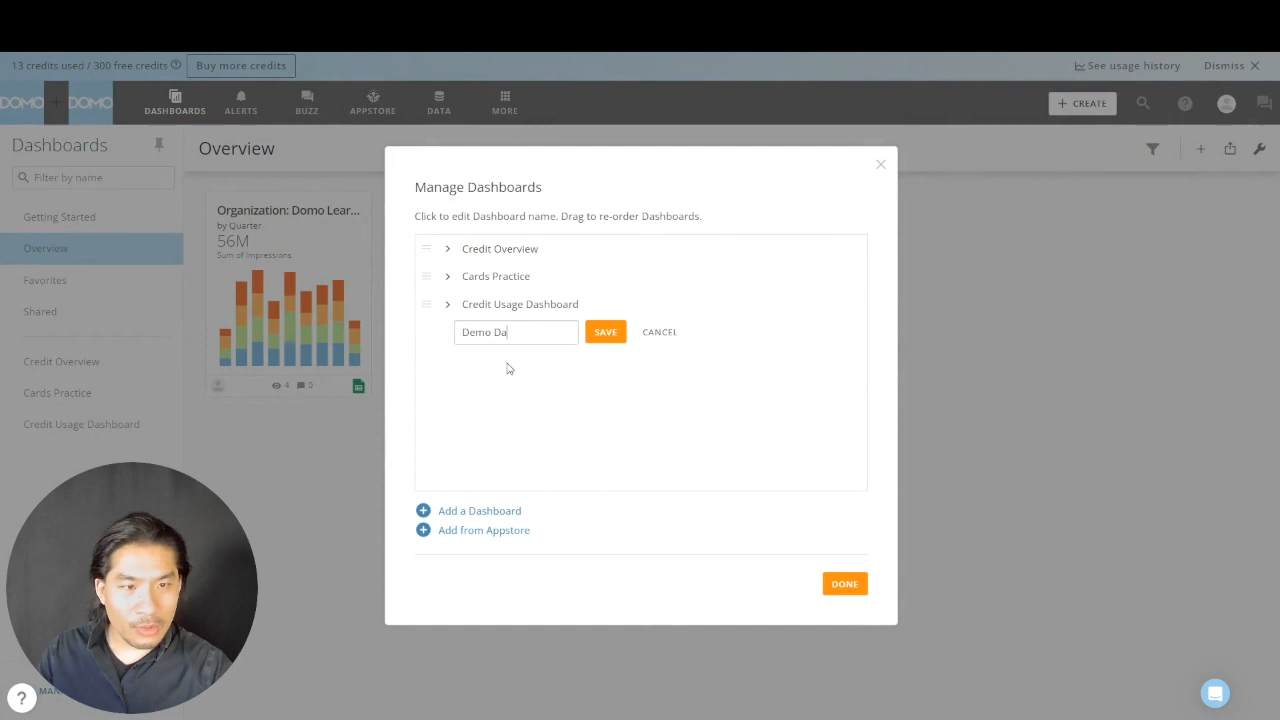 13 credits used / 300 free credits ? Buy more credits
See usage history Dismiss
DOMO + DOMO
DASHBOARDS ALERTS BUZZ APPSTORE DATA MORE
+ CREATE
Dashboards
Filter by name
Getting Started
Overview
Favorites
Shared
Credit Overview
Cards Practice
Credit Usage Dashboard
Overview
Organization: Domo Lear...
by Quarter
56M
Sum of Impressions
4 0
Manage Dashboards
Click to edit Dashboard name. Drag to re-order Dashboards.
Credit Overview
Cards Practice
Credit Usage Dashboard
Demo Da SAVE CANCEL
Add a Dashboard
Add from Appstore
DONE
?